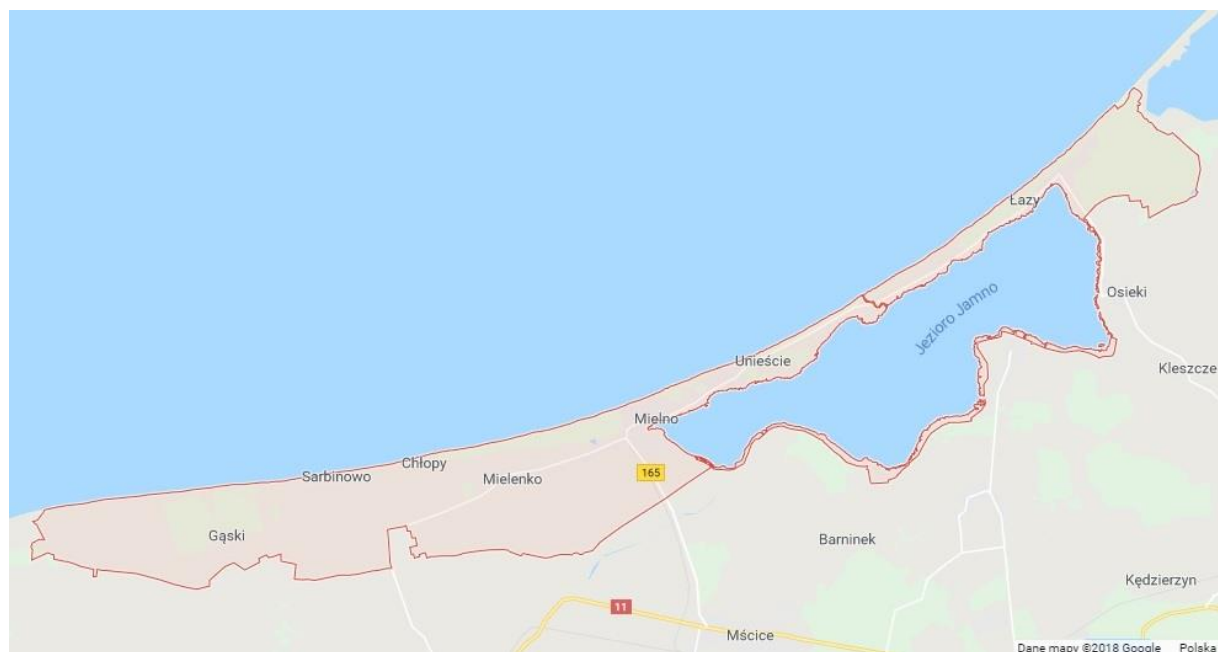 Łazy
Jezioro Jamno
Osieki
Unieście
Kleszcze
Mielno
Chłopy
Sarbinowo
Mielenko
165
Gąski
Barninek
Kędzierzyn
11
Mścice
Dane mapy ©2018 Google Polska